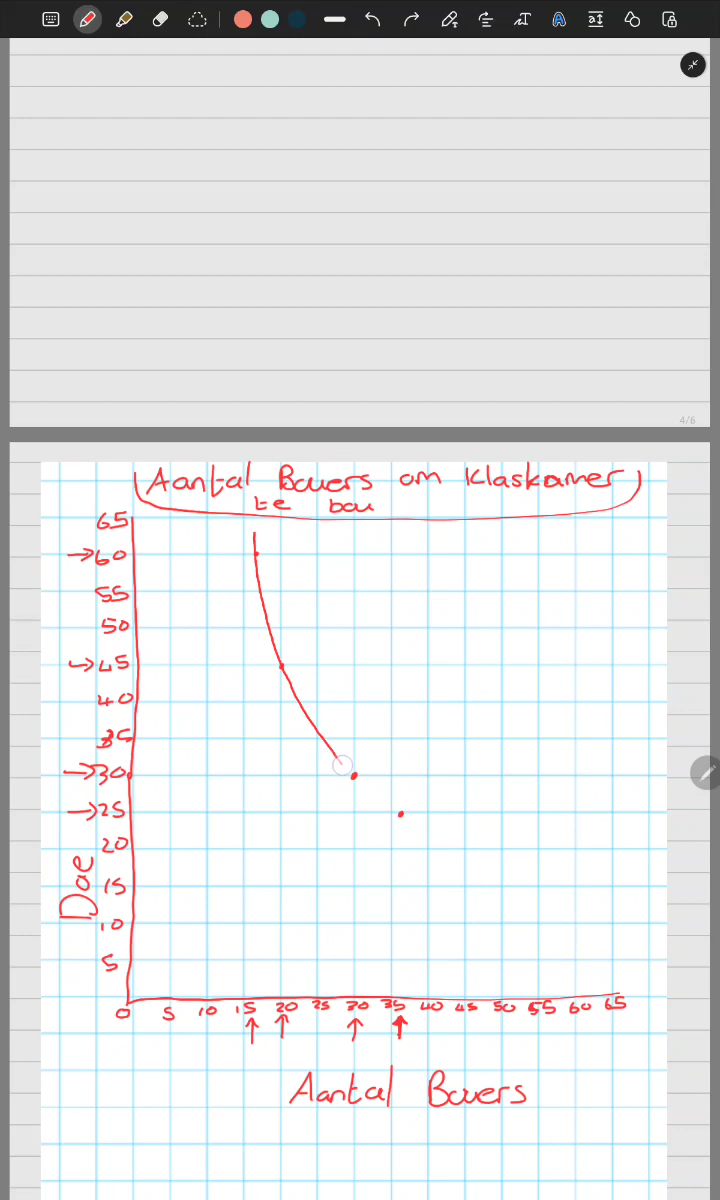 4/6
Aantal Bouers om Klaskamer
te bou
65
60
55
50
45
40
35
30
25
20
15
10
5
Dae
0 5 10 15 20 25 30 35 40 45 50 55 60 65
Aantal Bouers